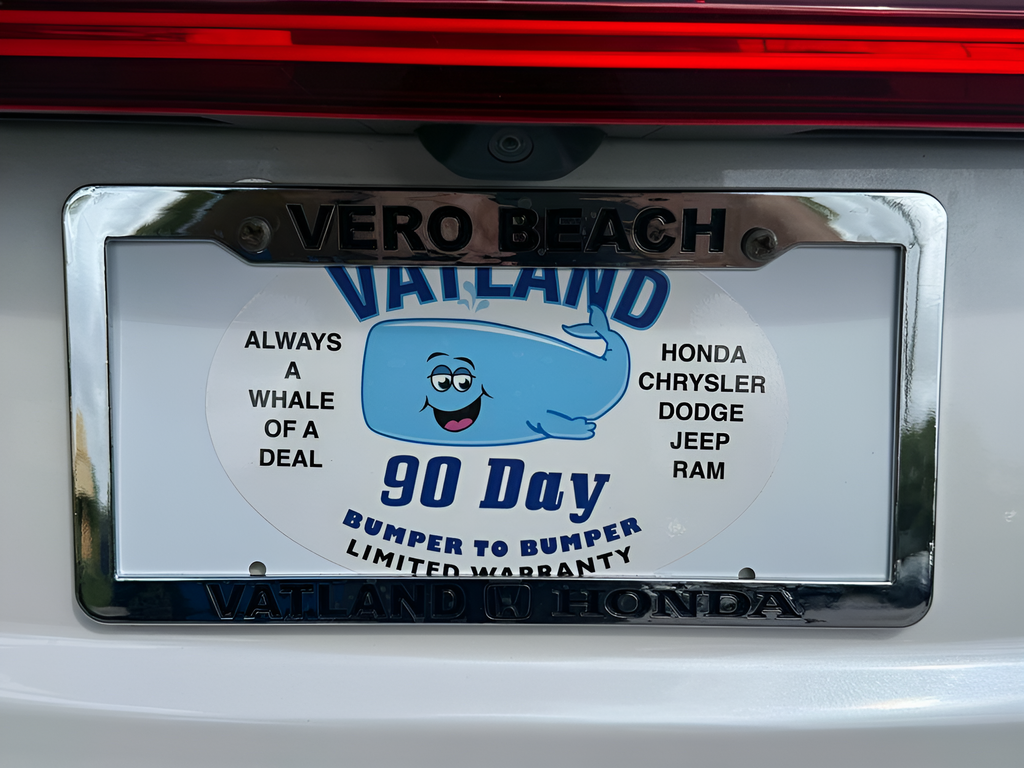 VERO BEACH
VATLAND
ALWAYS
A
WHALE
OF A
DEAL
HONDA
CHRYSLER
DODGE
JEEP
RAM
90 Day
BUMPER TO BUMPER
LIMITED WARRANTY
VATLAND HONDA